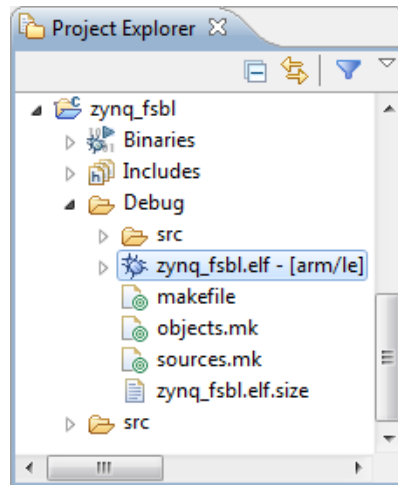 Project Explorer
zynq_fsbl
Binaries
Includes
Debug
src
zynq_fsbl.elf - [arm/le]
makefile
objects.mk
sources.mk
zynq_fsbl.elf.size
src